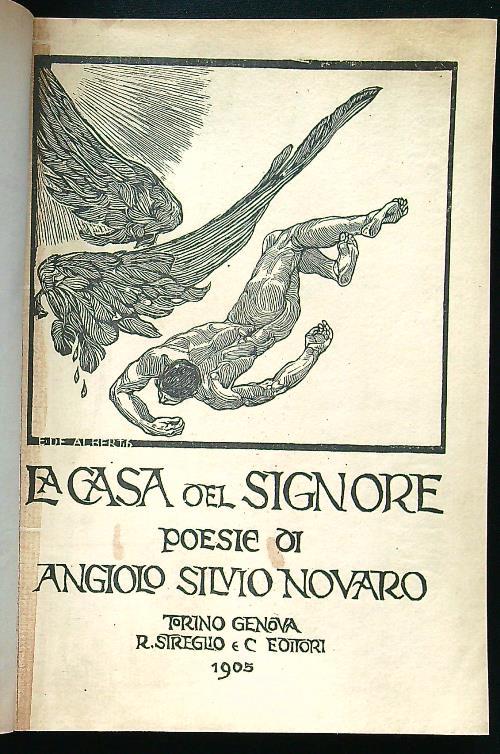 E·DE ALBERTIS
LA CASA DEL SIGNORE
POESIE DI
ANGIOLO SILVIO NOVARO
TORINO GENOVA
R. STREGLIO E C EDITORI
1905